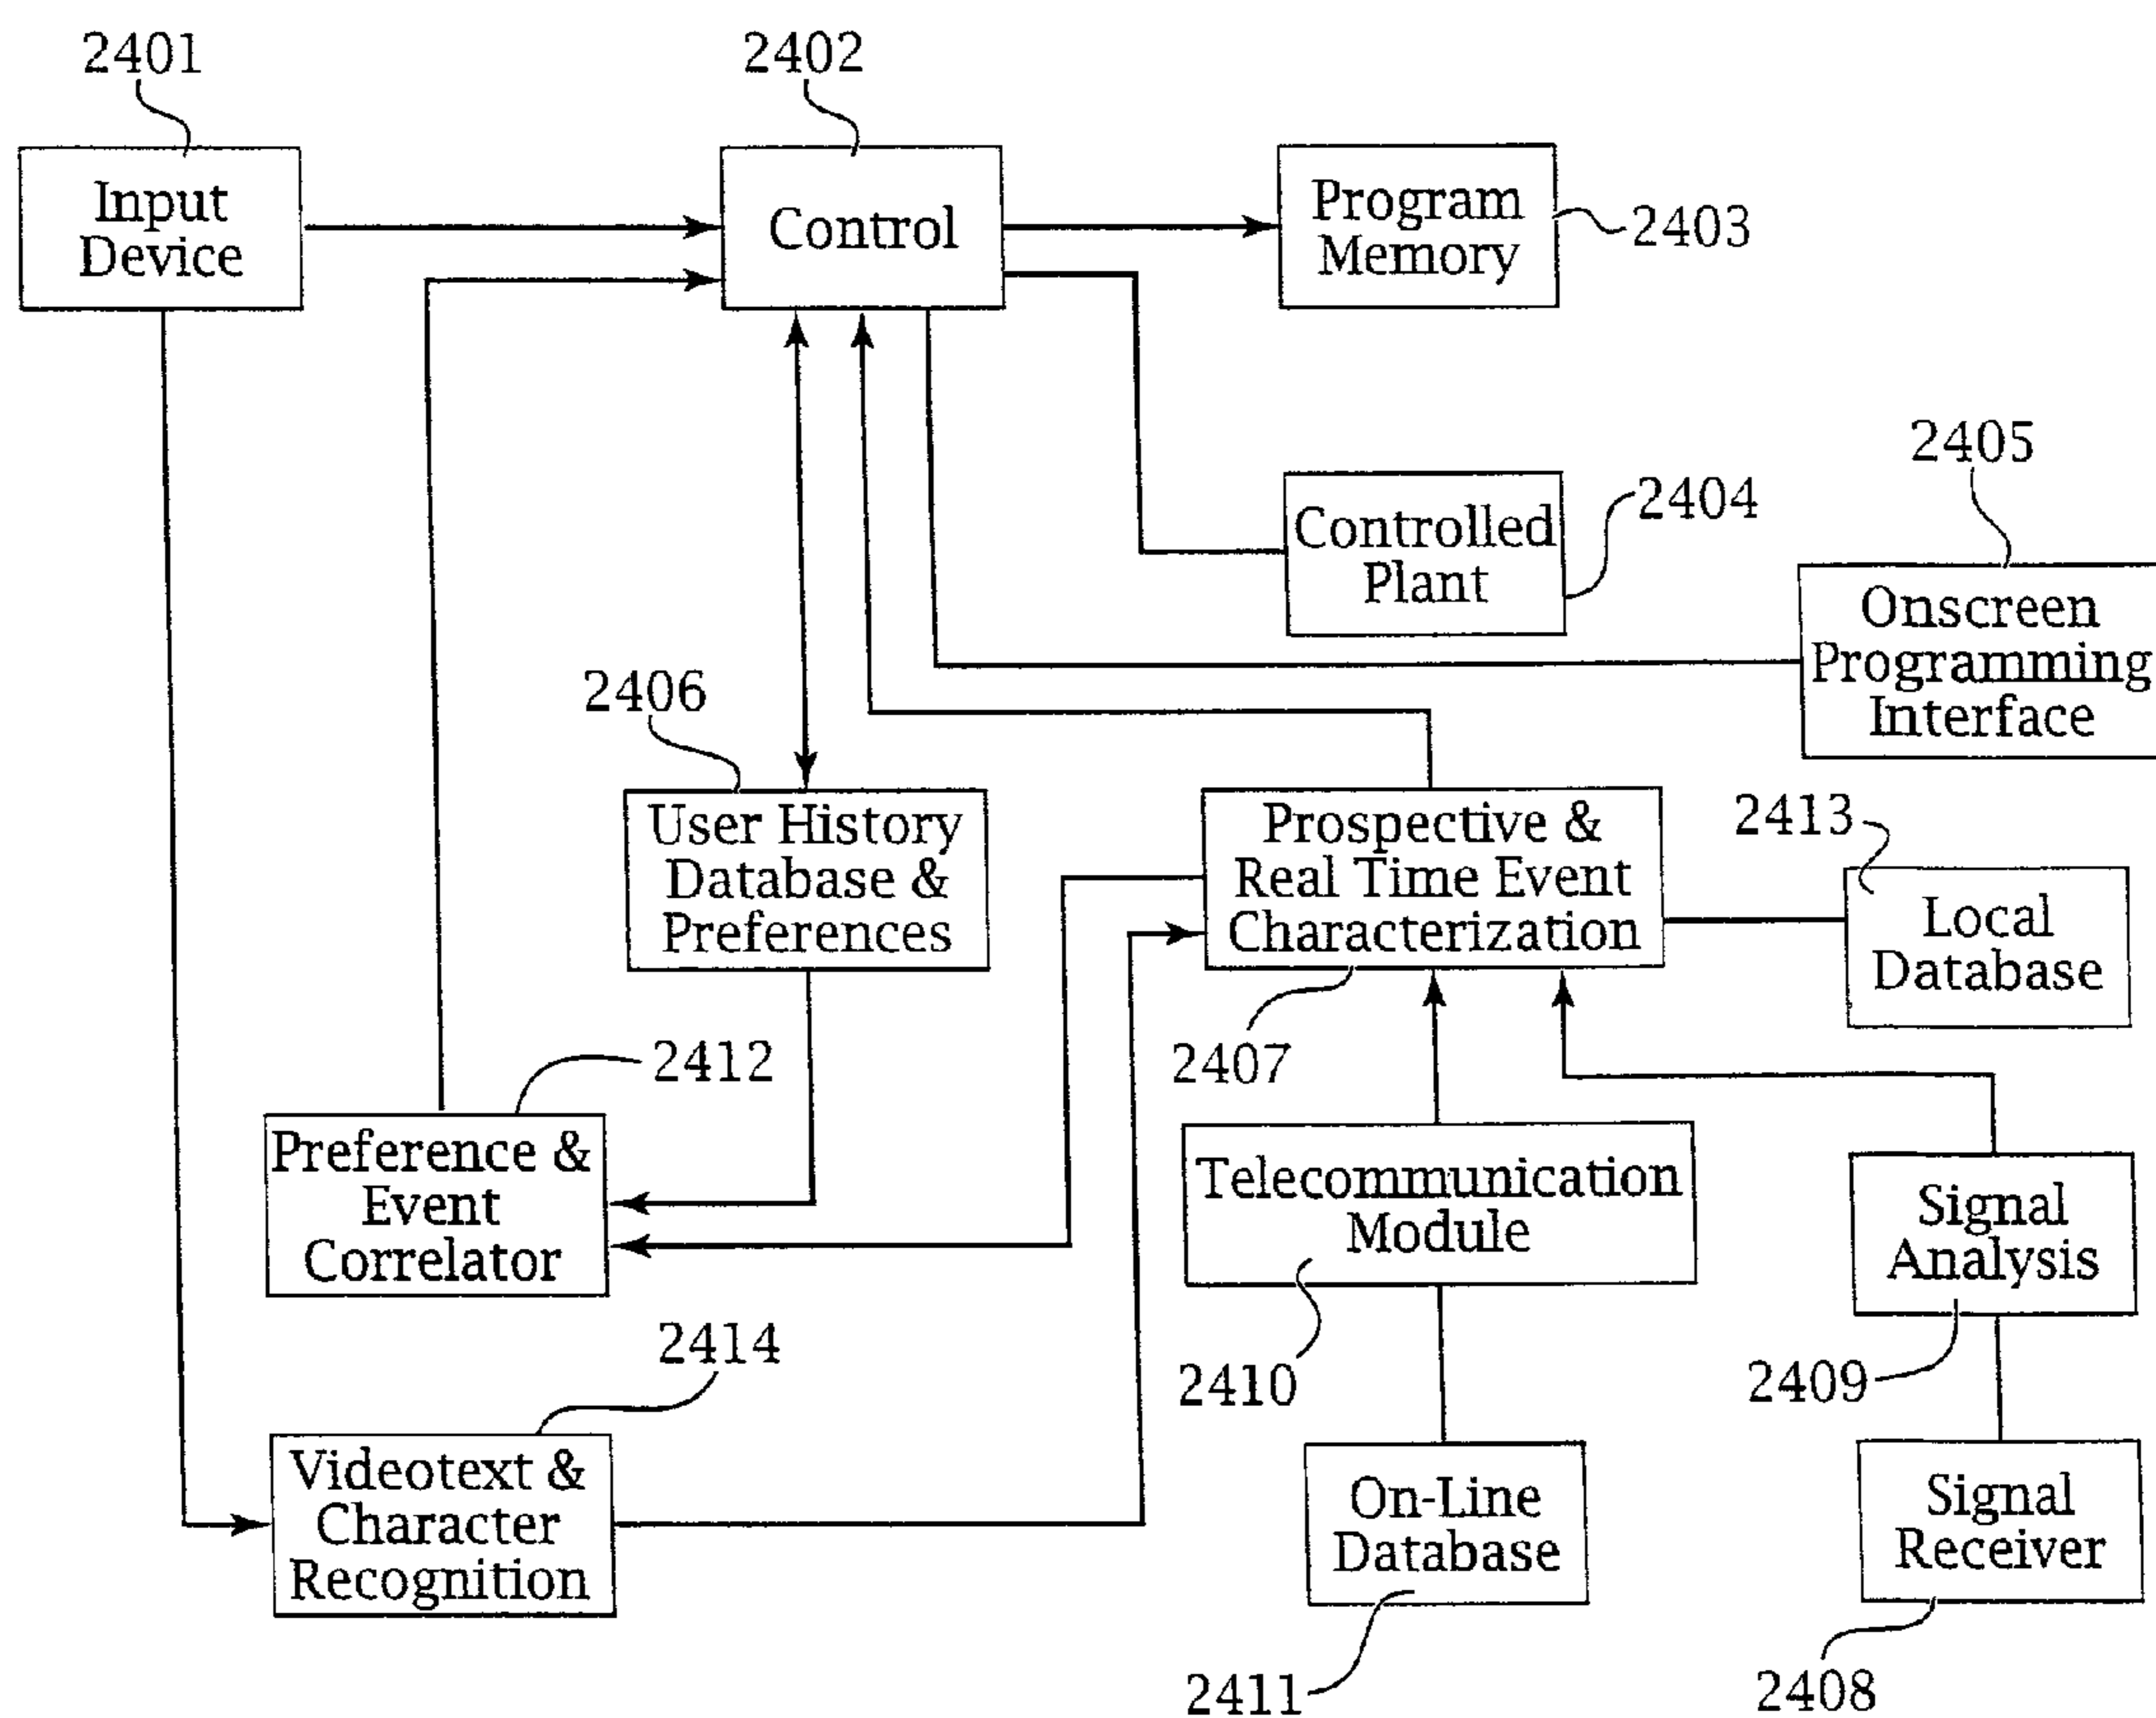 2401
2402
Input
Device
Control
Program
Memory
2403
2405
2404
Controlled
Plant
Onscreen
Programming
Interface
2406
User History
Database &
Preferences
Prospective &
Real Time Event
Characterization
2413
Local
Database
2407
2412
Preference &
Event
Correlator
Telecommunication
Module
Signal
Analysis
2414
2410
2409
Videotext &
Character
Recognition
On-Line
Database
Signal
Receiver
2411
2408